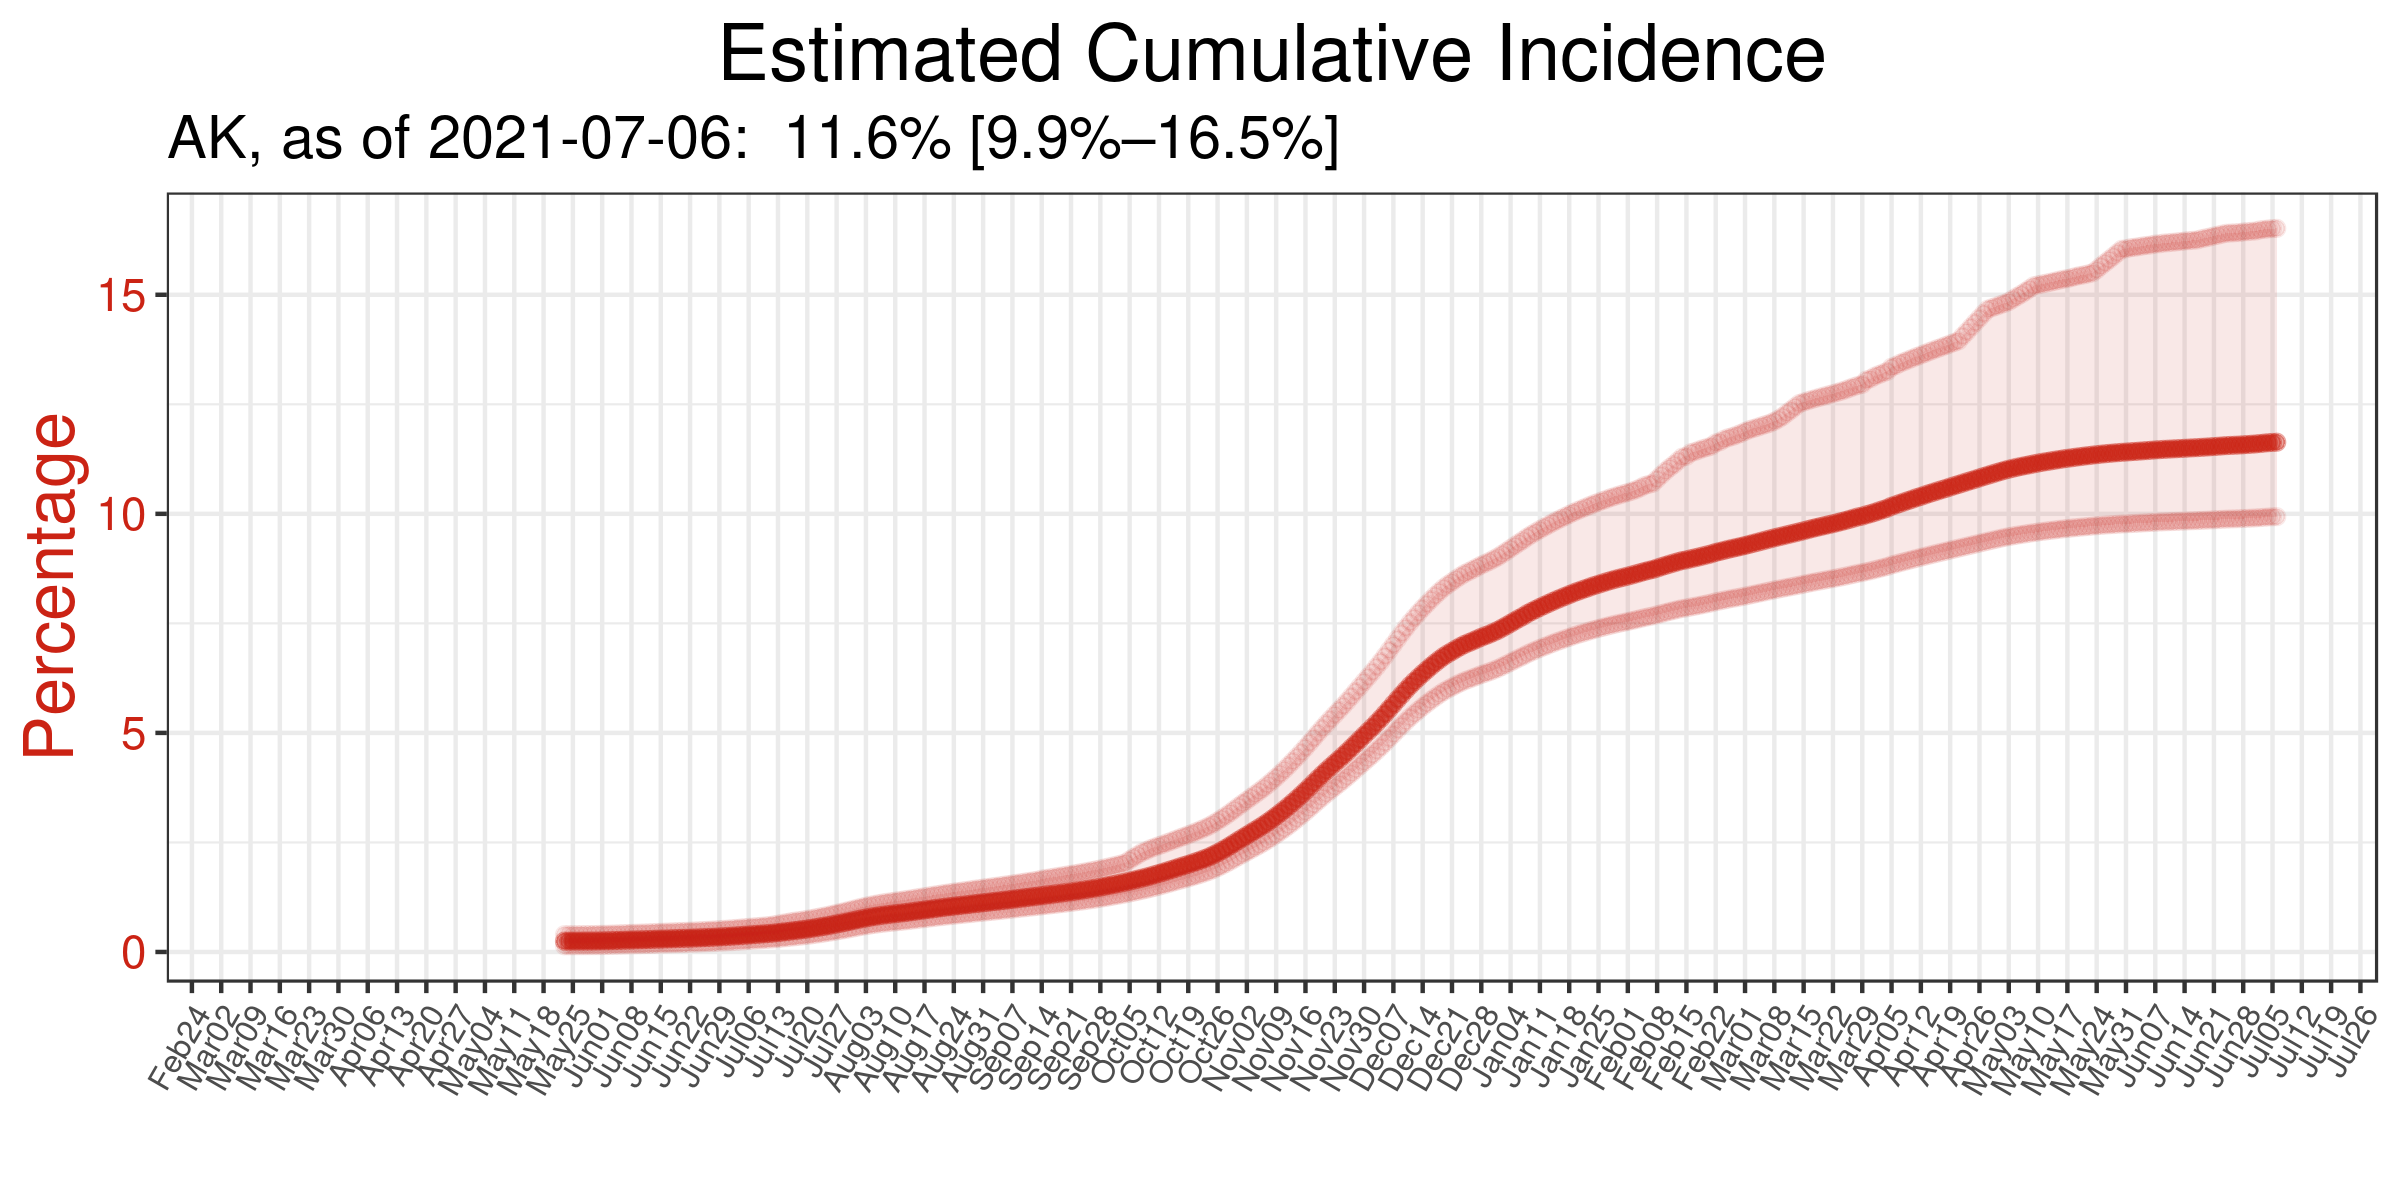 Estimated Cumulative Incidence
AK, as of 2021-07-06:  11.6% [9.9%–16.5%]
Percentage
15
10
5
0
Feb24
Mar02
Mar09
Mar16
Mar23
Mar30
Apr06
Apr13
Apr20
Apr27
May04
May11
May18
May25
Jun01
Jun08
Jun15
Jun22
Jun29
Jul06
Jul13
Jul20
Jul27
Aug03
Aug10
Aug17
Aug24
Aug31
Sep07
Sep14
Sep21
Sep28
Oct05
Oct12
Oct19
Oct26
Nov02
Nov09
Nov16
Nov23
Nov30
Dec07
Dec14
Dec21
Dec28
Jan04
Jan11
Jan18
Jan25
Feb01
Feb08
Feb15
Feb22
Mar01
Mar08
Mar15
Mar22
Mar29
Apr05
Apr12
Apr19
Apr26
May03
May10
May17
May24
May31
Jun07
Jun14
Jun21
Jun28
Jul05
Jul12
Jul19
Jul26